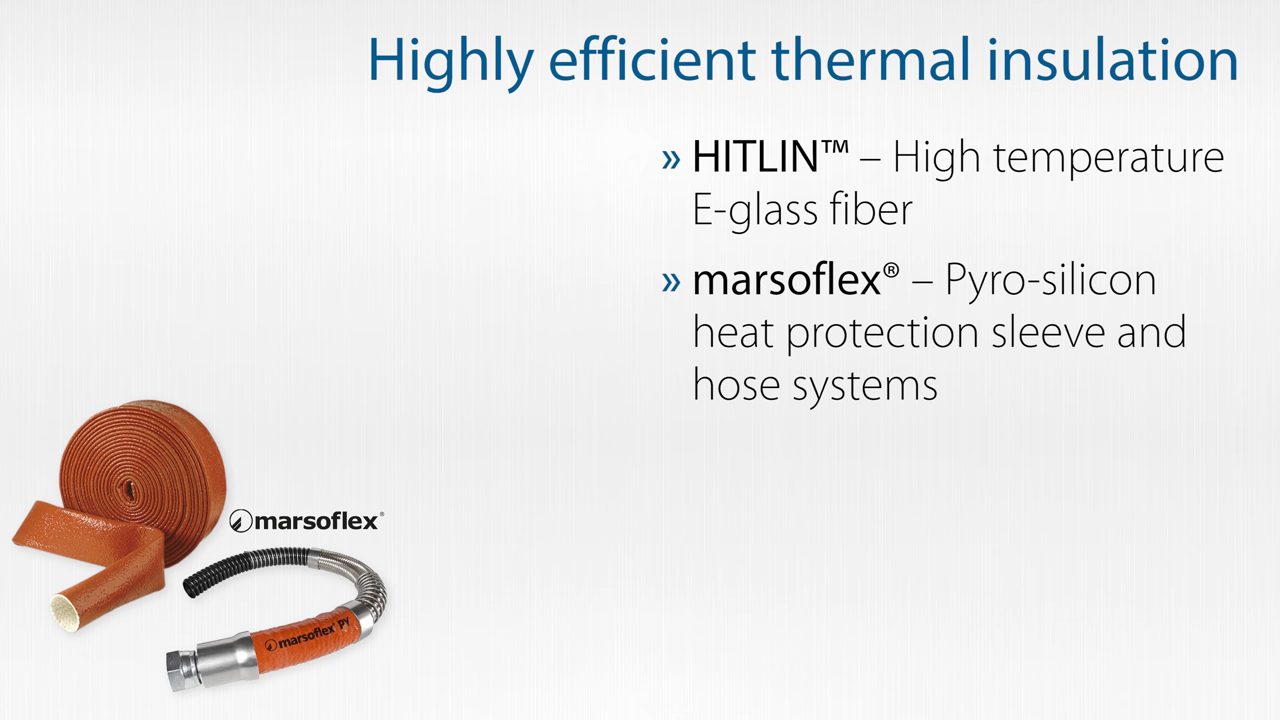 Highly efficient thermal insulation
» HITLIN™ – High temperature
E-glass fiber
» marsoflex® – Pyro-silicon
heat protection sleeve and
hose systems
marsoflex®
marsoflex® PY